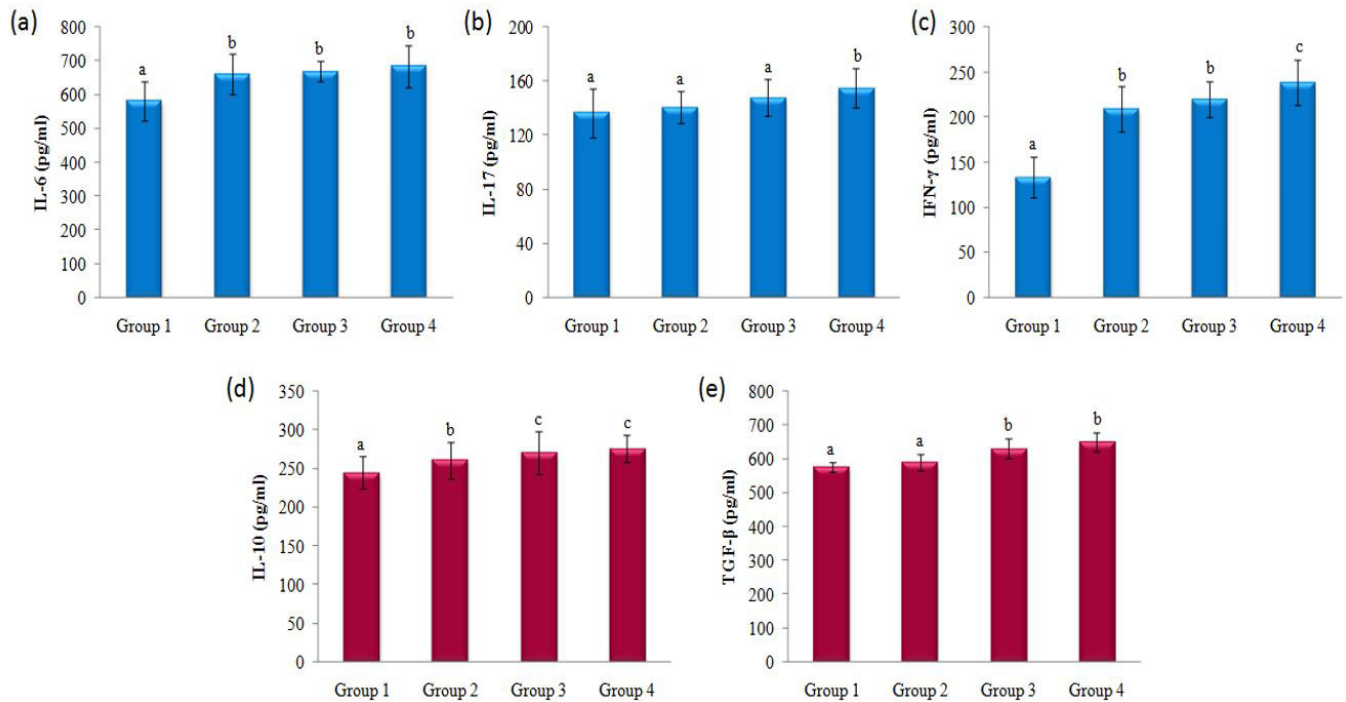 (a)
IL-6 (pg/ml)
800
700
600
500
400
300
200
100
0
a
b
b
b
Group 1 Group 2 Group 3 Group 4
(b)
IL-17 (pg/ml)
200
160
120
80
40
0
a
a
a
b
Group 1 Group 2 Group 3 Group 4
(c)
IFN-γ (pg/ml)
300
250
200
150
100
50
0
a
b
b
c
Group 1 Group 2 Group 3 Group 4
(d)
IL-10 (pg/ml)
350
300
250
200
150
100
50
0
a
b
c
c
Group 1 Group 2 Group 3 Group 4
(e)
TGF-β (pg/ml)
800
700
600
500
400
300
200
100
0
a
a
b
b
Group 1 Group 2 Group 3 Group 4